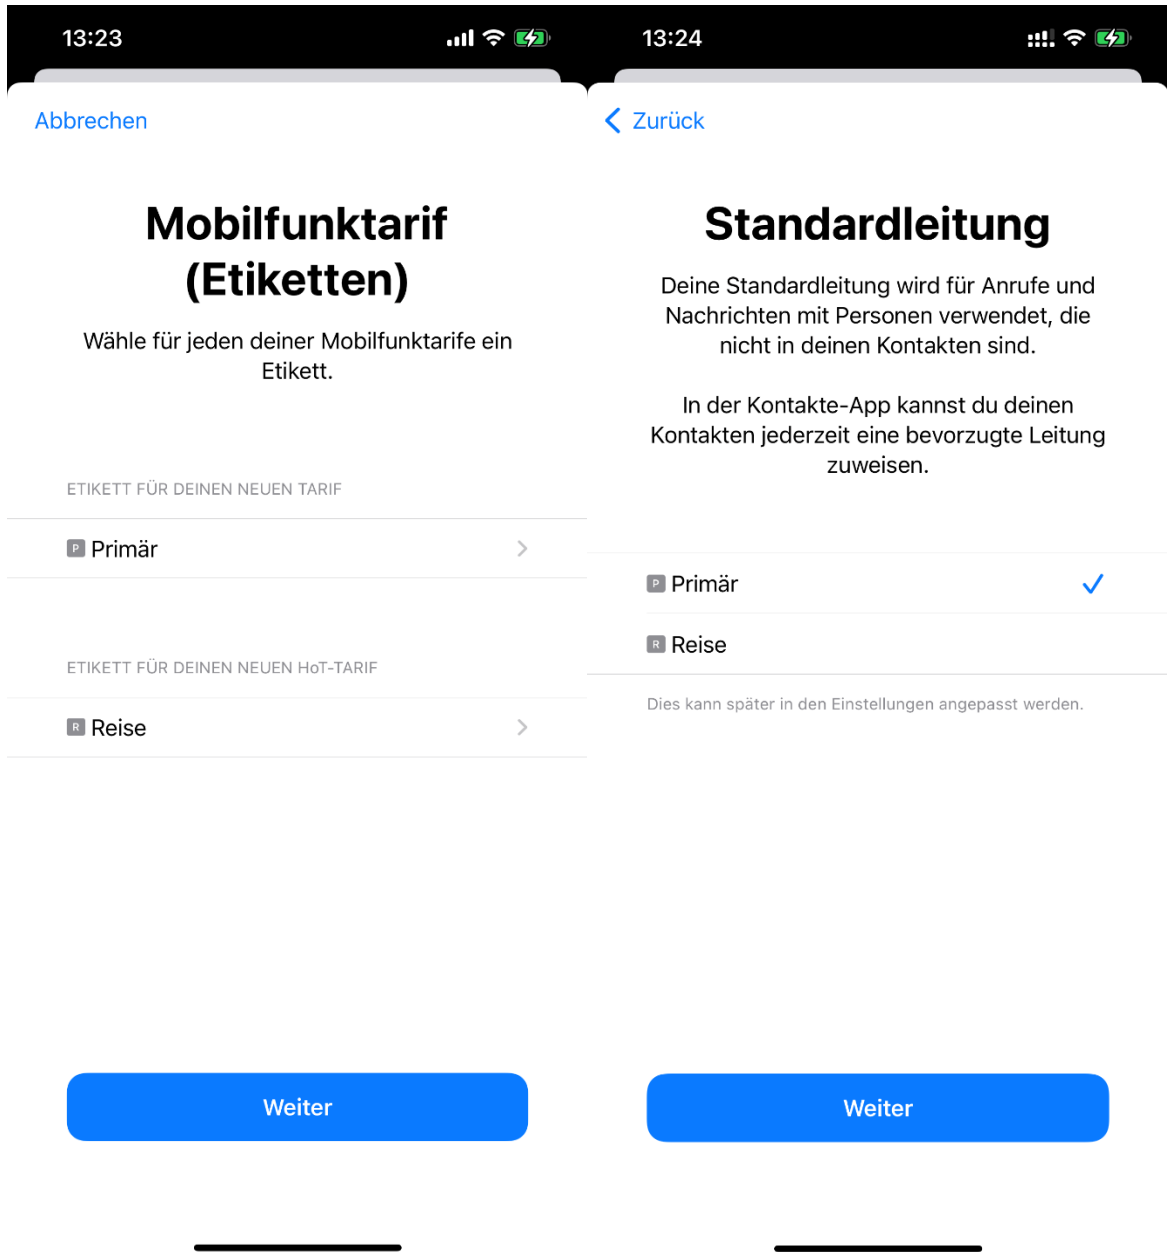 13:23
Abbrechen
Mobilfunktarif
(Etiketten)
Wähle für jeden deiner Mobilfunktarife ein
Etikett.
ETIKETT FÜR DEINEN NEUEN TARIF
P Primär
ETIKETT FÜR DEINEN NEUEN HoT-TARIF
R Reise
Weiter
13:24
Zurück
Standardleitung
Deine Standardleitung wird für Anrufe und
Nachrichten mit Personen verwendet, die
nicht in deinen Kontakten sind.
In der Kontakte-App kannst du deinen
Kontakten jederzeit eine bevorzugte Leitung
zuweisen.
P Primär
R Reise
Dies kann später in den Einstellungen angepasst werden.
Weiter